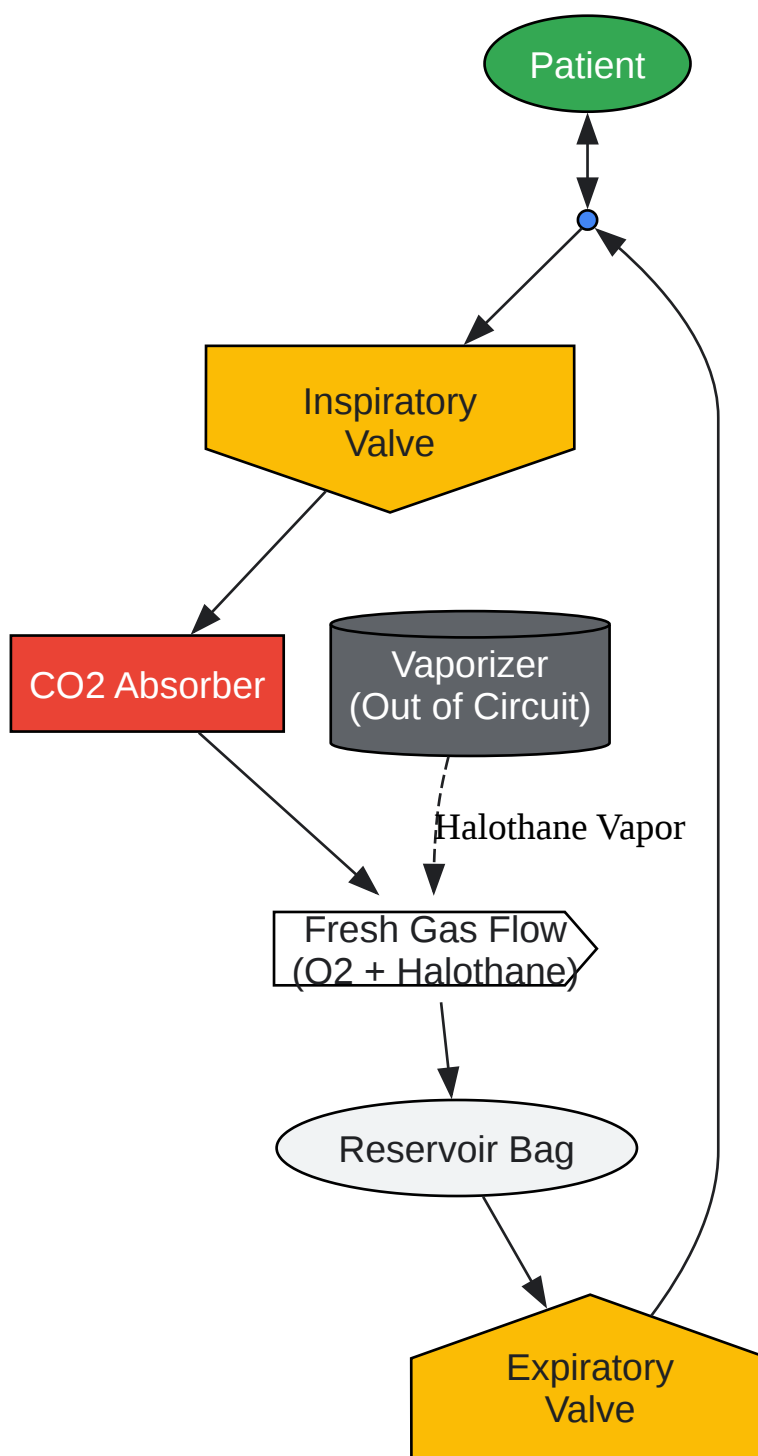 Patient
Inspiratory
Valve
CO2 Absorber
Vaporizer
(Out of Circuit)
Halothane Vapor
Fresh Gas Flow
(O2 + Halothane)
Reservoir Bag
Expiratory
Valve